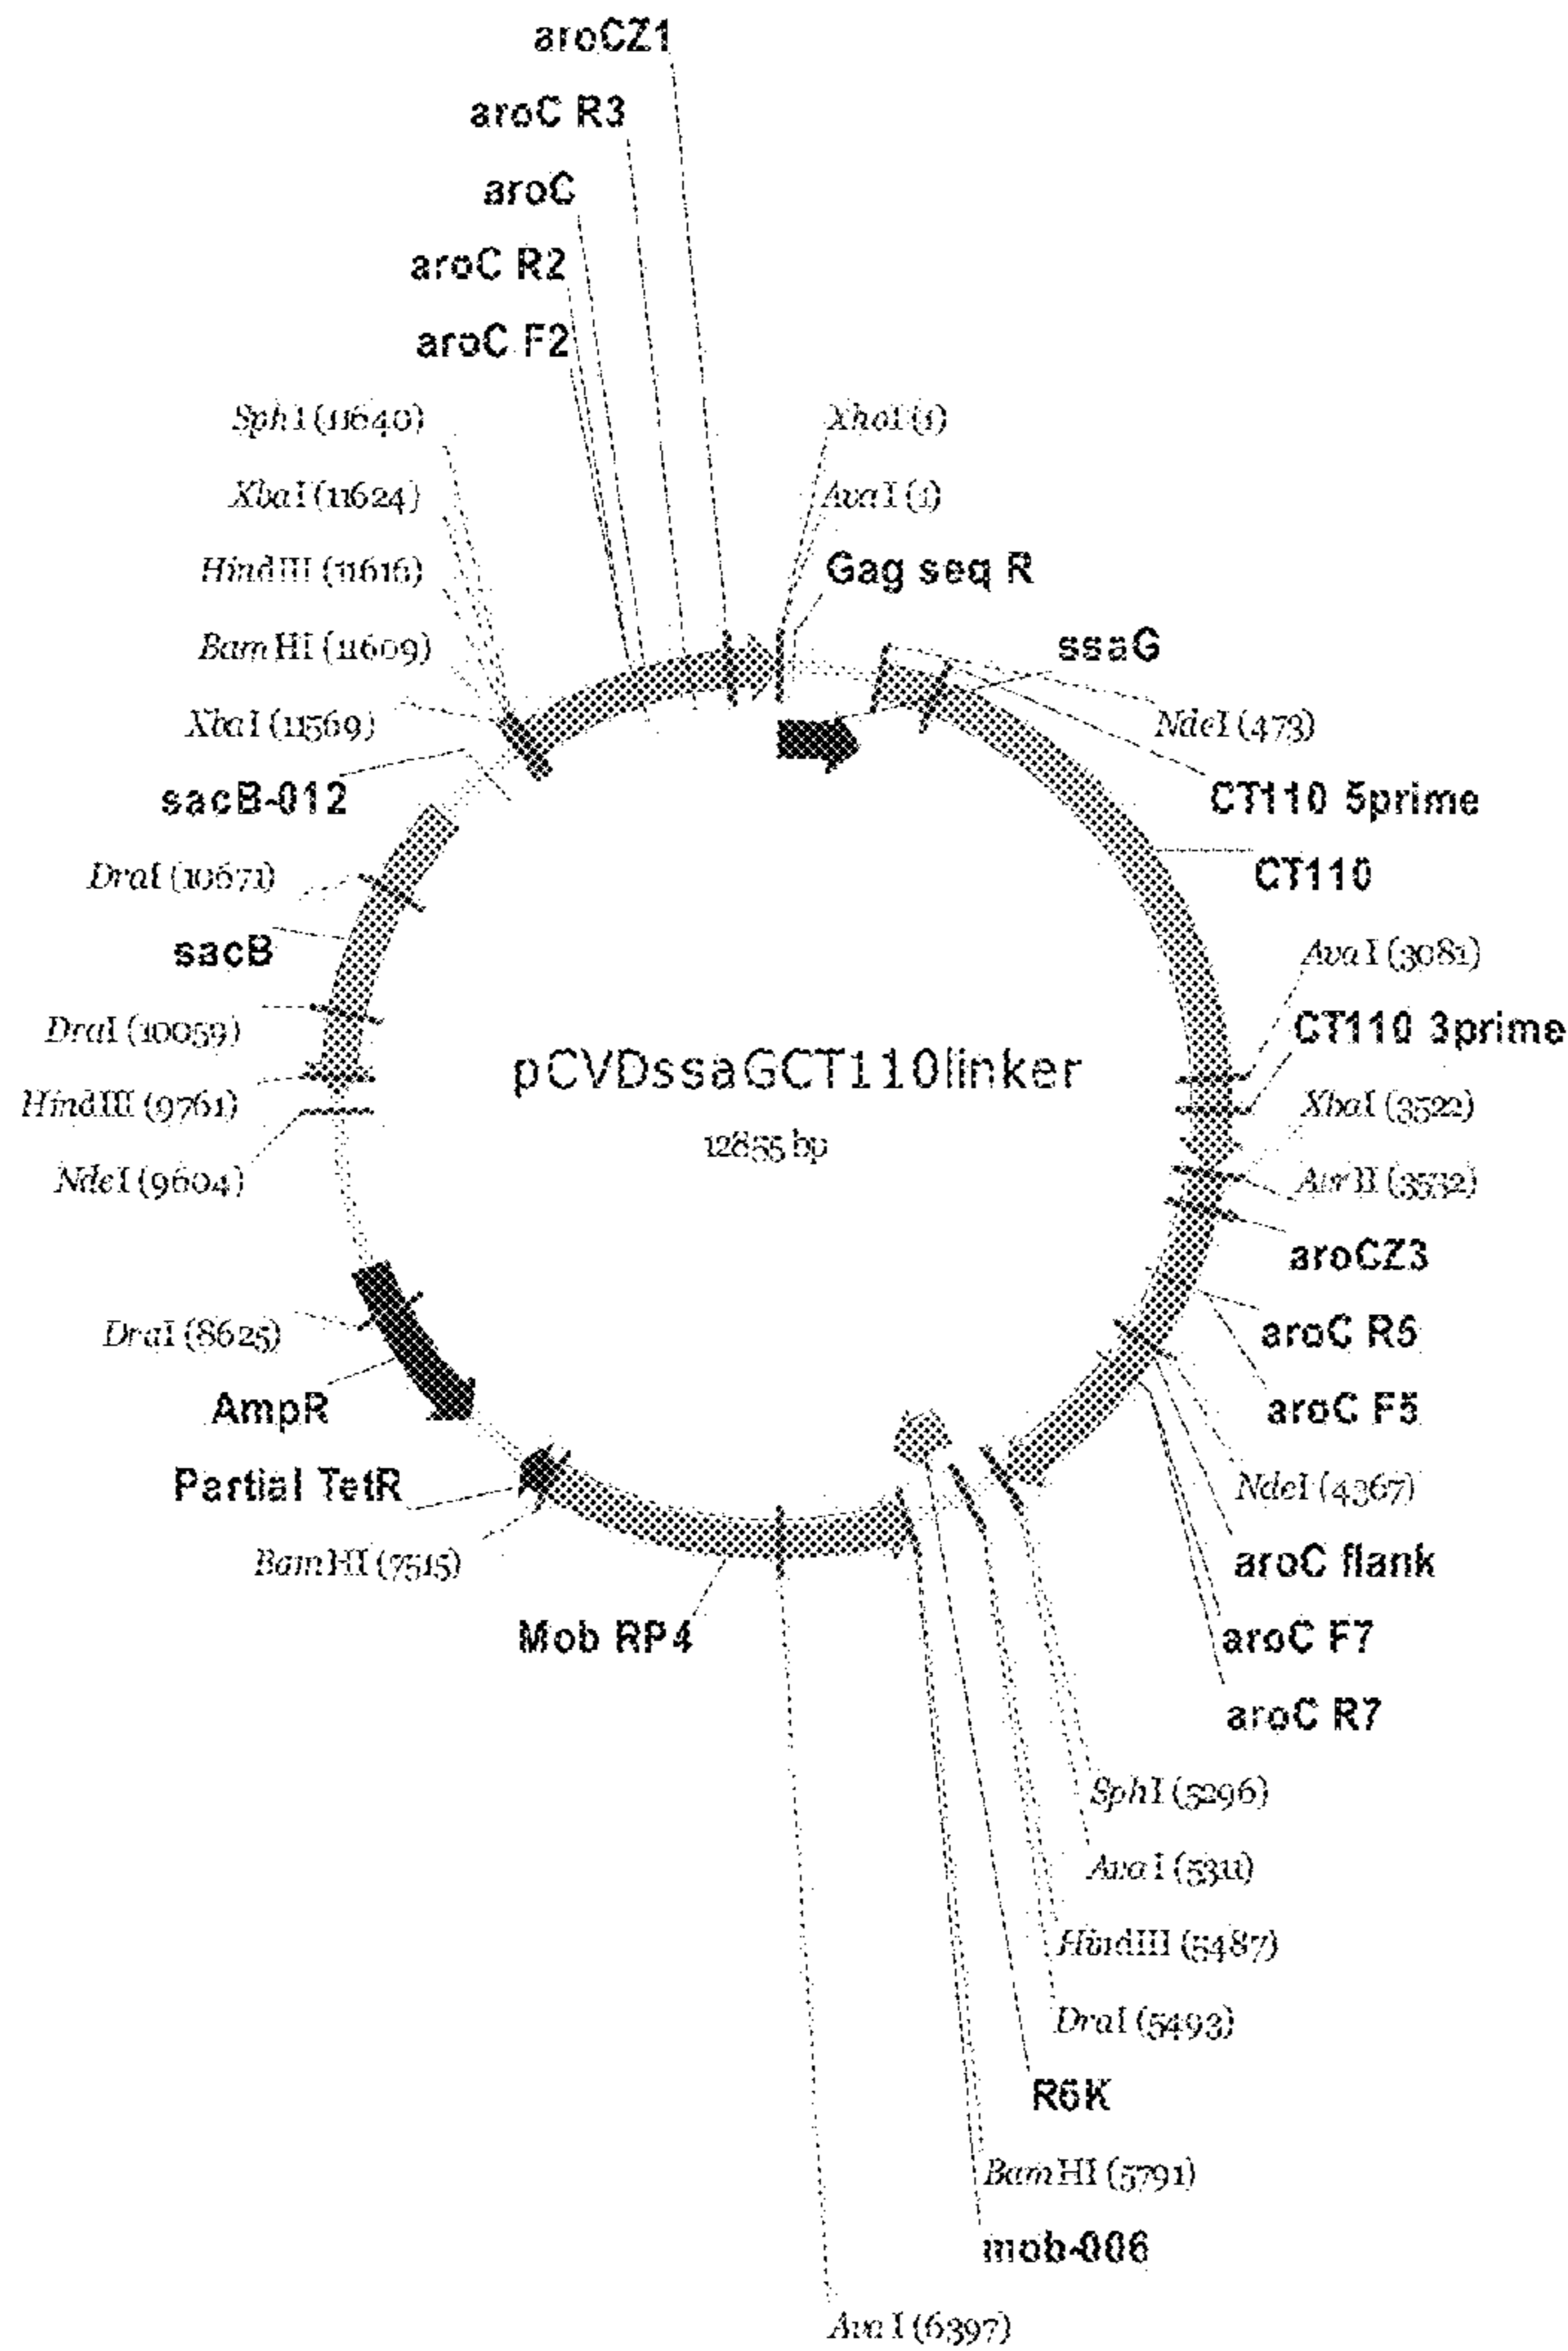 aroCZ1
aroC R3
aroC
aroC R2
aroC F2
SphI (11640)
XbaI (11624)
HindIII (11616)
BamHI (11609)
XbaI (11569)
sacB-012
DraI (10671)
sacB
DraI (10059)
HindIII (9761)
NdeI (9604)
DraI (8625)
AmpR
Partial TetR
BamHI (7515)
Mob RP4
XhoI (1)
AvaI (1)
Gag seq R
ssaG
NdeI (473)
CT110 5prime
CT110
AvaI (3081)
CT110 3prime
XbaI (3522)
AvrII (3532)
aroCZ3
aroC R5
aroC F5
NdeI (4367)
aroC flank
aroC F7
aroC R7
SphI (5296)
AvaI (5311)
HindIII (5487)
DraI (5493)
R6K
BamHI (5791)
mob-006
AvaI (6397)
pCVDssaGCT110linker
12855 bp